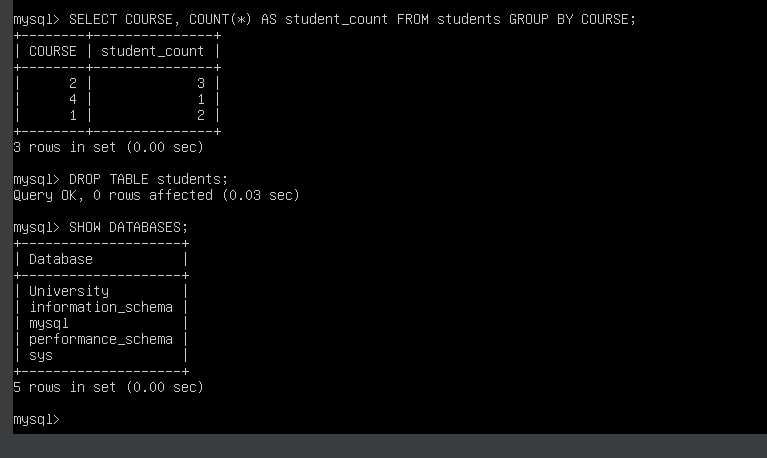 mysql> SELECT COURSE, COUNT(*) AS student_count FROM students GROUP BY COURSE;
+--------+---------------+
| COURSE | student_count |
+--------+---------------+
|      2 |             3 |
|      4 |             1 |
|      1 |             2 |
+--------+---------------+
3 rows in set (0.00 sec)
mysql> DROP TABLE students;
Query OK, 0 rows affected (0.03 sec)
mysql> SHOW DATABASES;
+--------------------+
| Database           |
+--------------------+
| University         |
| information_schema |
| mysql              |
| performance_schema |
| sys                |
+--------------------+
5 rows in set (0.00 sec)
mysql>